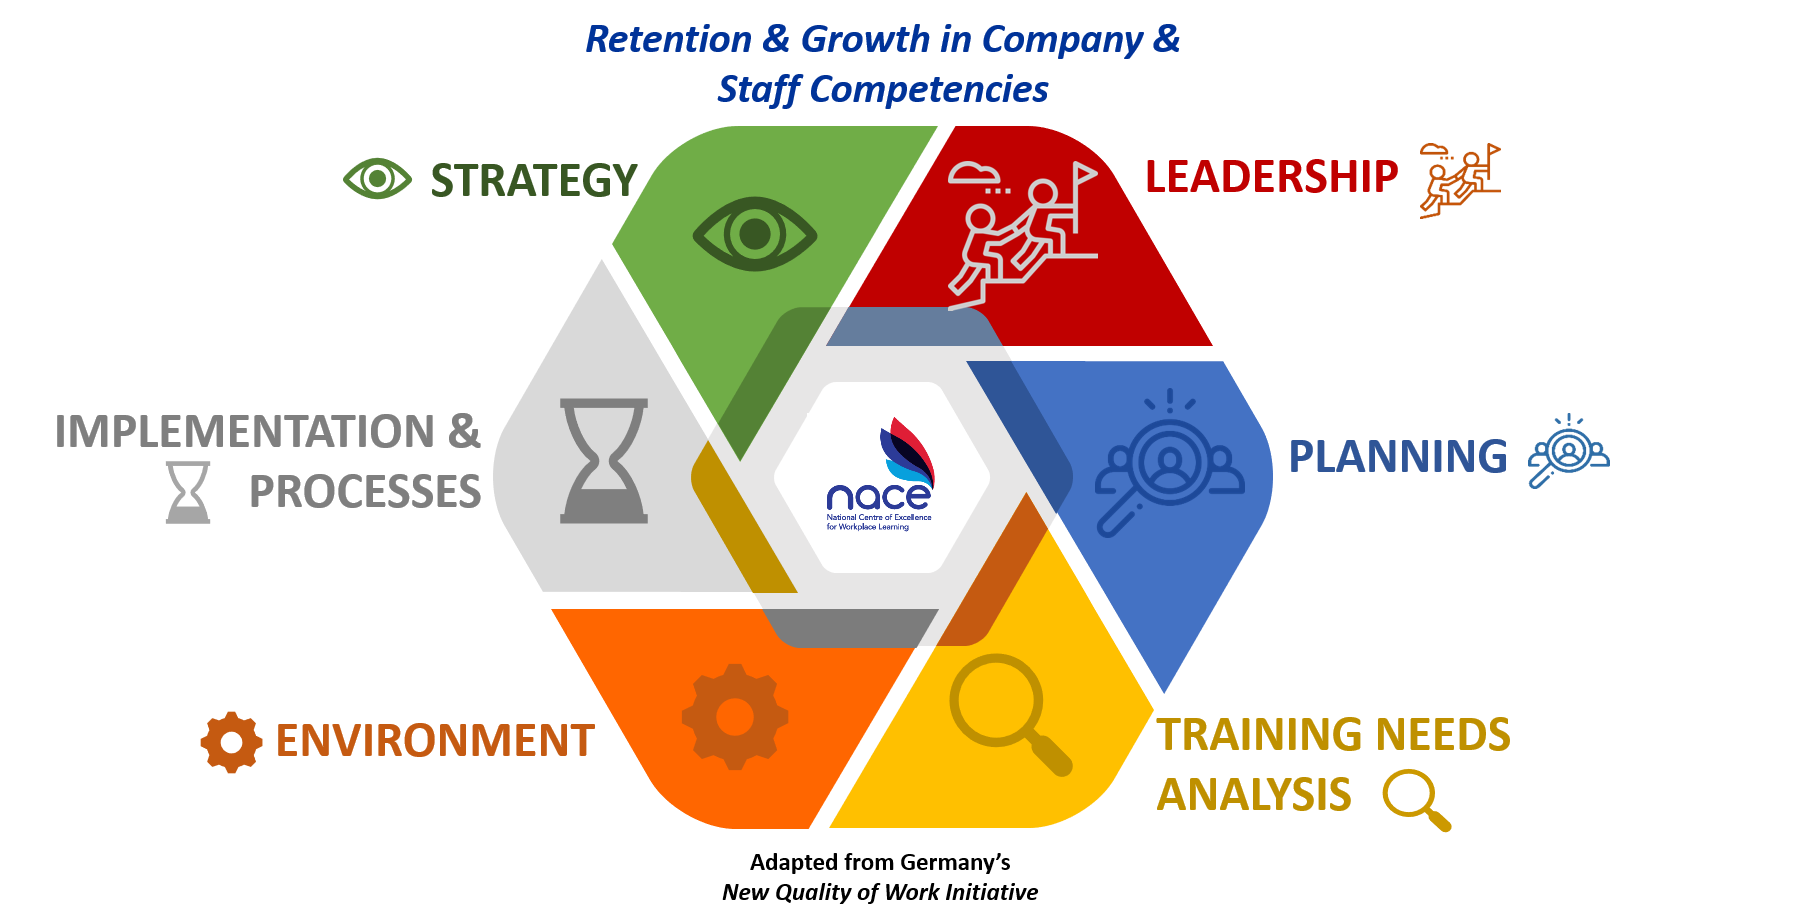 Retention & Growth in Company &
Staff Competencies
STRATEGY
LEADERSHIP
IMPLEMENTATION &
PROCESSES
PLANNING
nace
National Centre of Excellence
for Workplace Learning
ENVIRONMENT
TRAINING NEEDS
ANALYSIS
Adapted from Germany’s
New Quality of Work Initiative